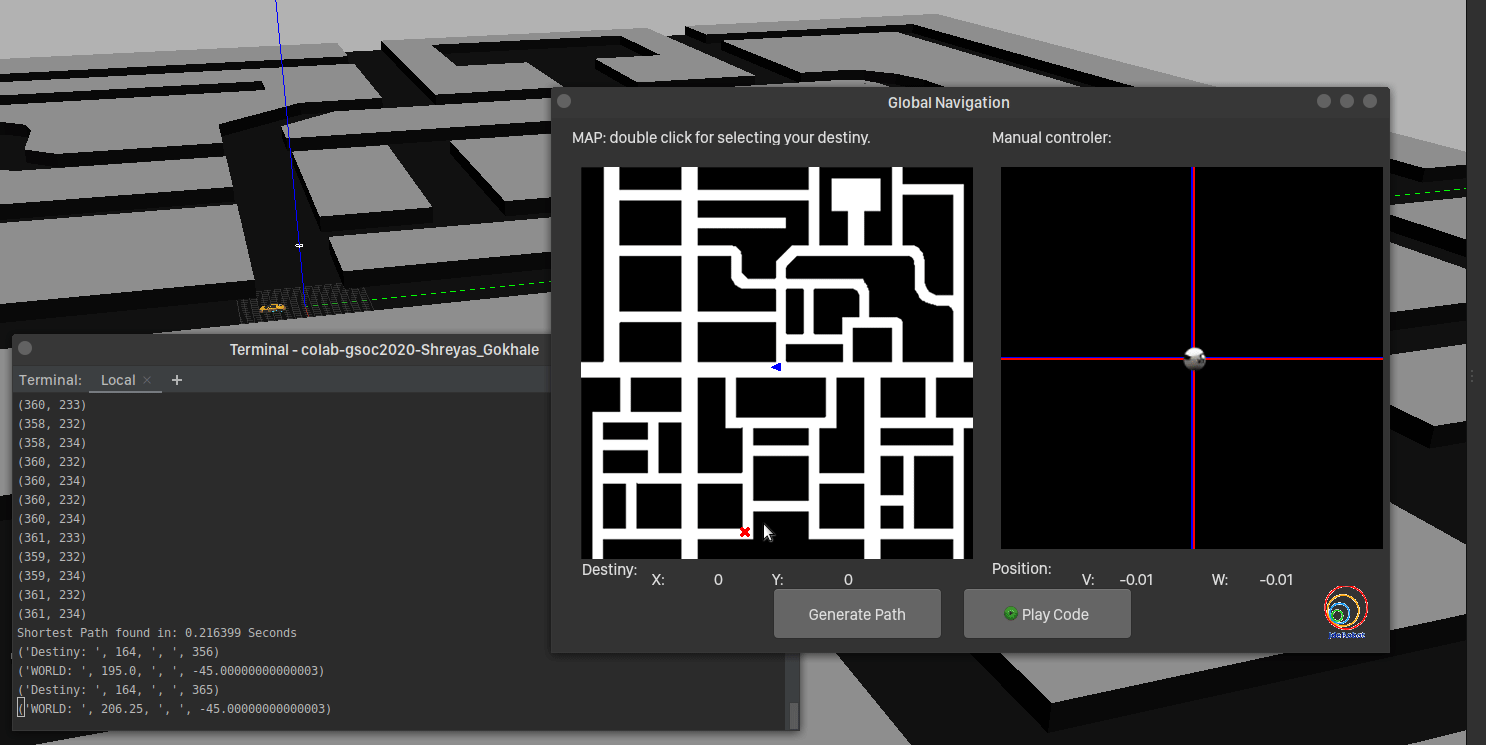 Global Navigation
MAP: double click for selecting your destiny.
Manual controler:
Terminal - colab-gsoc2020-Shreyas_Gokhale
Terminal: Local × +
(360, 233)
(358, 232)
(358, 234)
(360, 232)
(360, 234)
(360, 232)
(360, 234)
(361, 233)
(359, 232)
(359, 234)
(361, 232)
(361, 234)
Shortest Path found in: 0.216399 Seconds
('Destiny: ', 164, ', ', 356)
('WORLD: ', 195.0, ', ', -45.00000000000003)
('Destiny: ', 164, ', ', 365)
('WORLD: ', 206.25, ', ', -45.00000000000003)
Destiny: X: 0 Y: 0
Position: V: -0.01 W: -0.01
Generate Path
Play Code